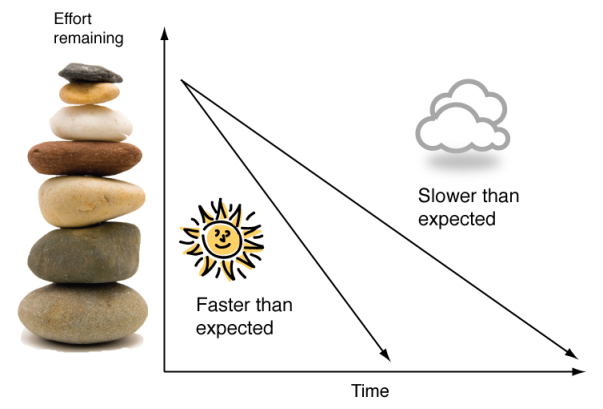 Effort
remaining
Slower than
expected
Faster than
expected
Time